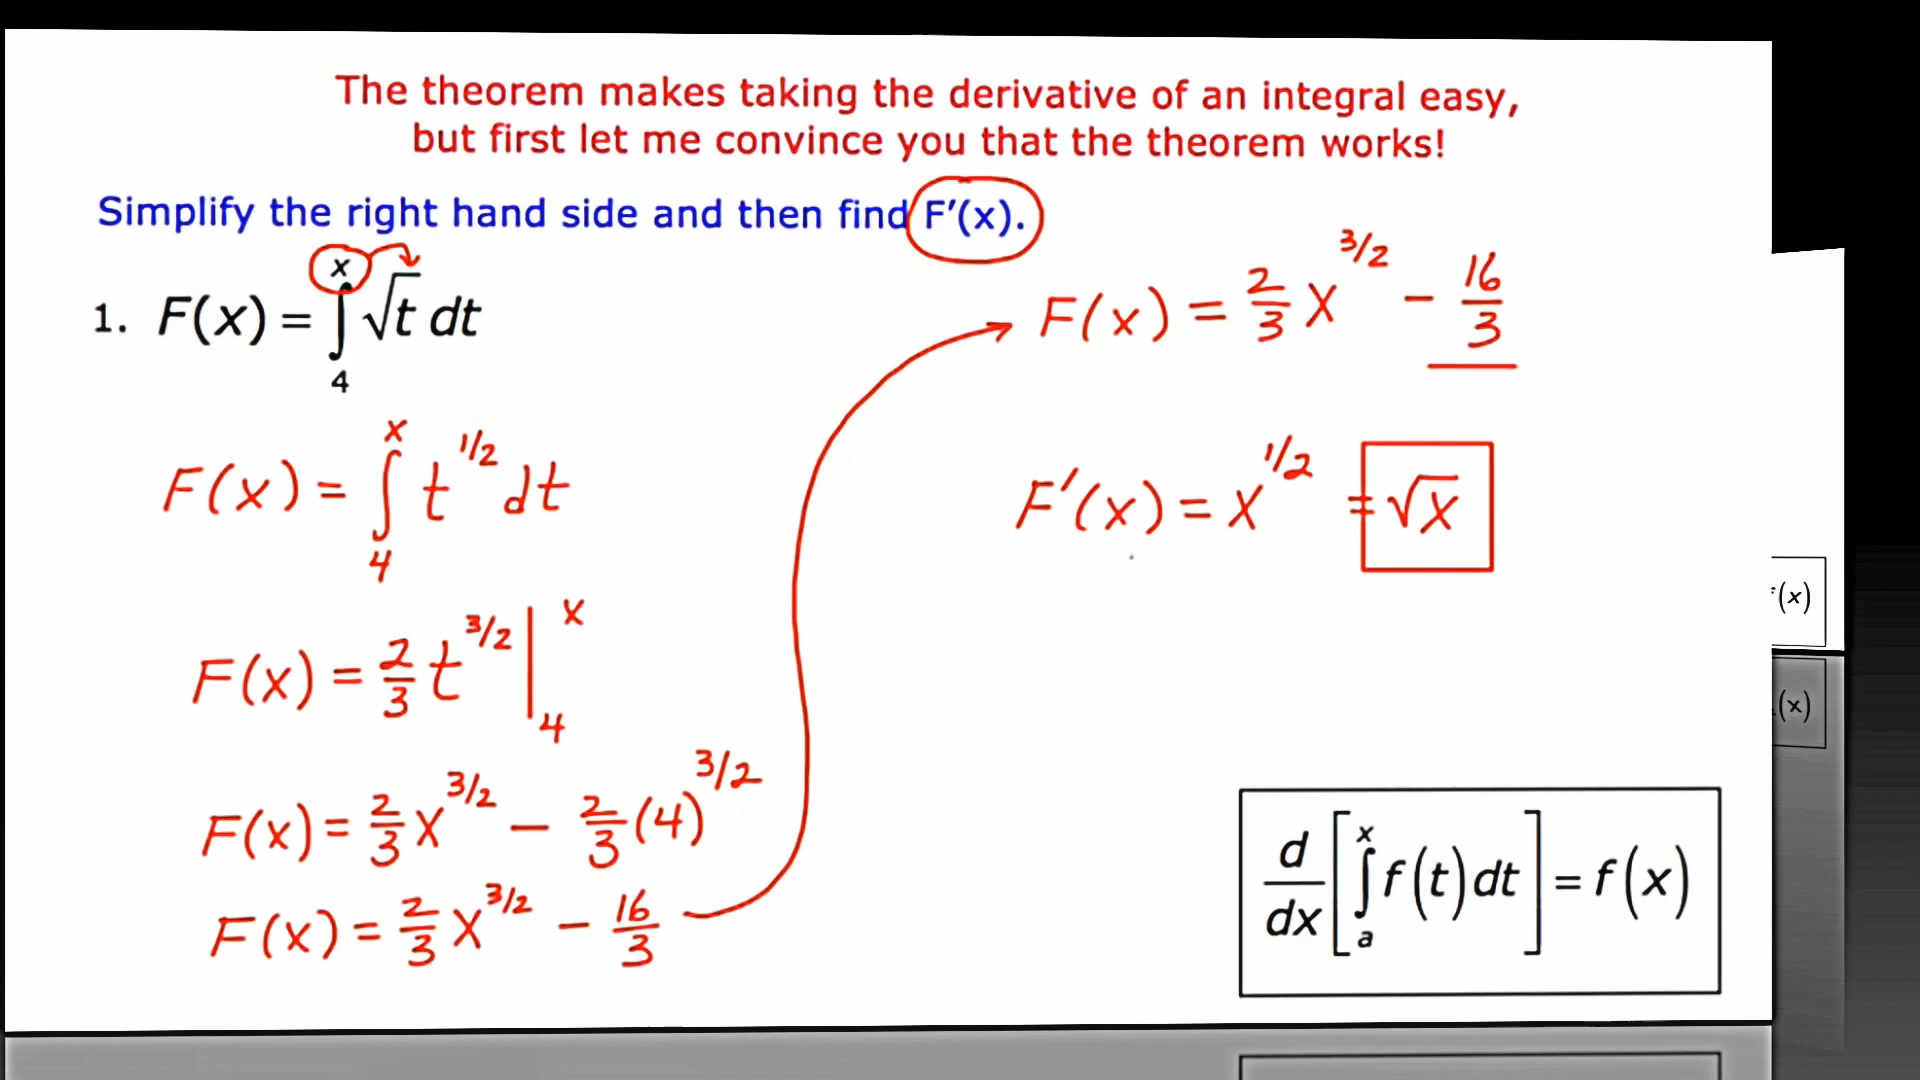 The theorem makes taking the derivative of an integral easy,
but first let me convince you that the theorem works!
Simplify the right hand side and then find F′(x).
1. F(x) = ∫₄ˣ √t dt
F(x) = ∫₄ˣ t^1/2 dt
F(x) = 2/3 t^3/2 |₄ˣ
F(x) = 2/3 x^3/2 − 2/3 (4)^3/2
F(x) = 2/3 x^3/2 − 16/3
F(x) = 2/3 x^3/2 − 16/3
F′(x) = x^1/2 = √x
d/dx [∫ₐˣ f(t) dt] = f(x)
(x)
(x)